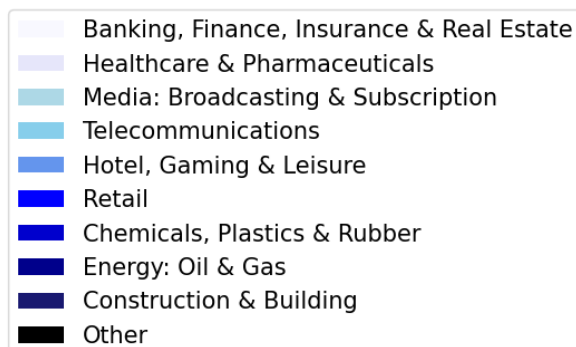 Banking, Finance, Insurance & Real Estate
Healthcare & Pharmaceuticals
Media: Broadcasting & Subscription
Telecommunications
Hotel, Gaming & Leisure
Retail
Chemicals, Plastics & Rubber
Energy: Oil & Gas
Construction & Building
Other